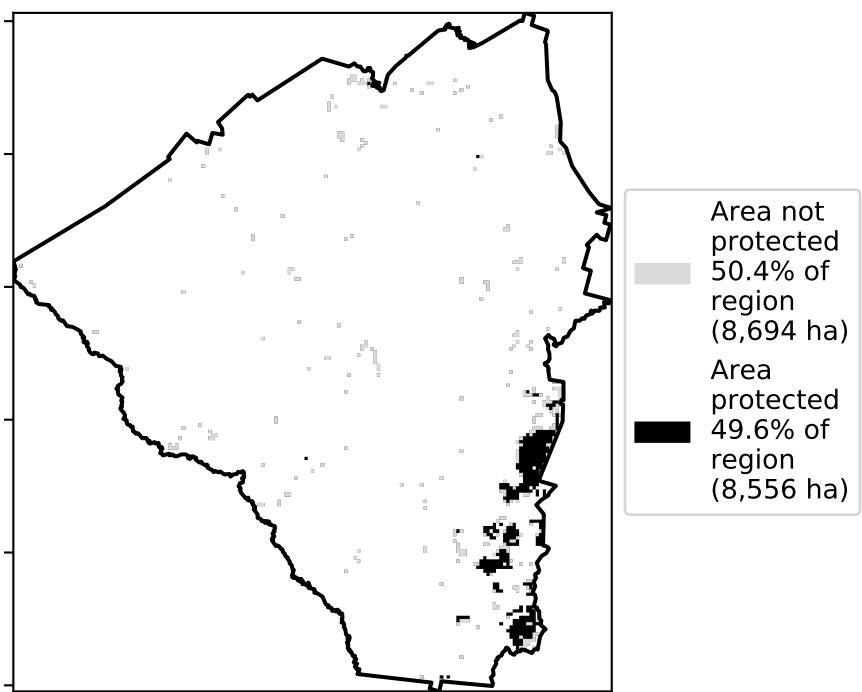 Area not
protected
50.4% of
region
(8,694 ha)
Area
protected
49.6% of
region
(8,556 ha)